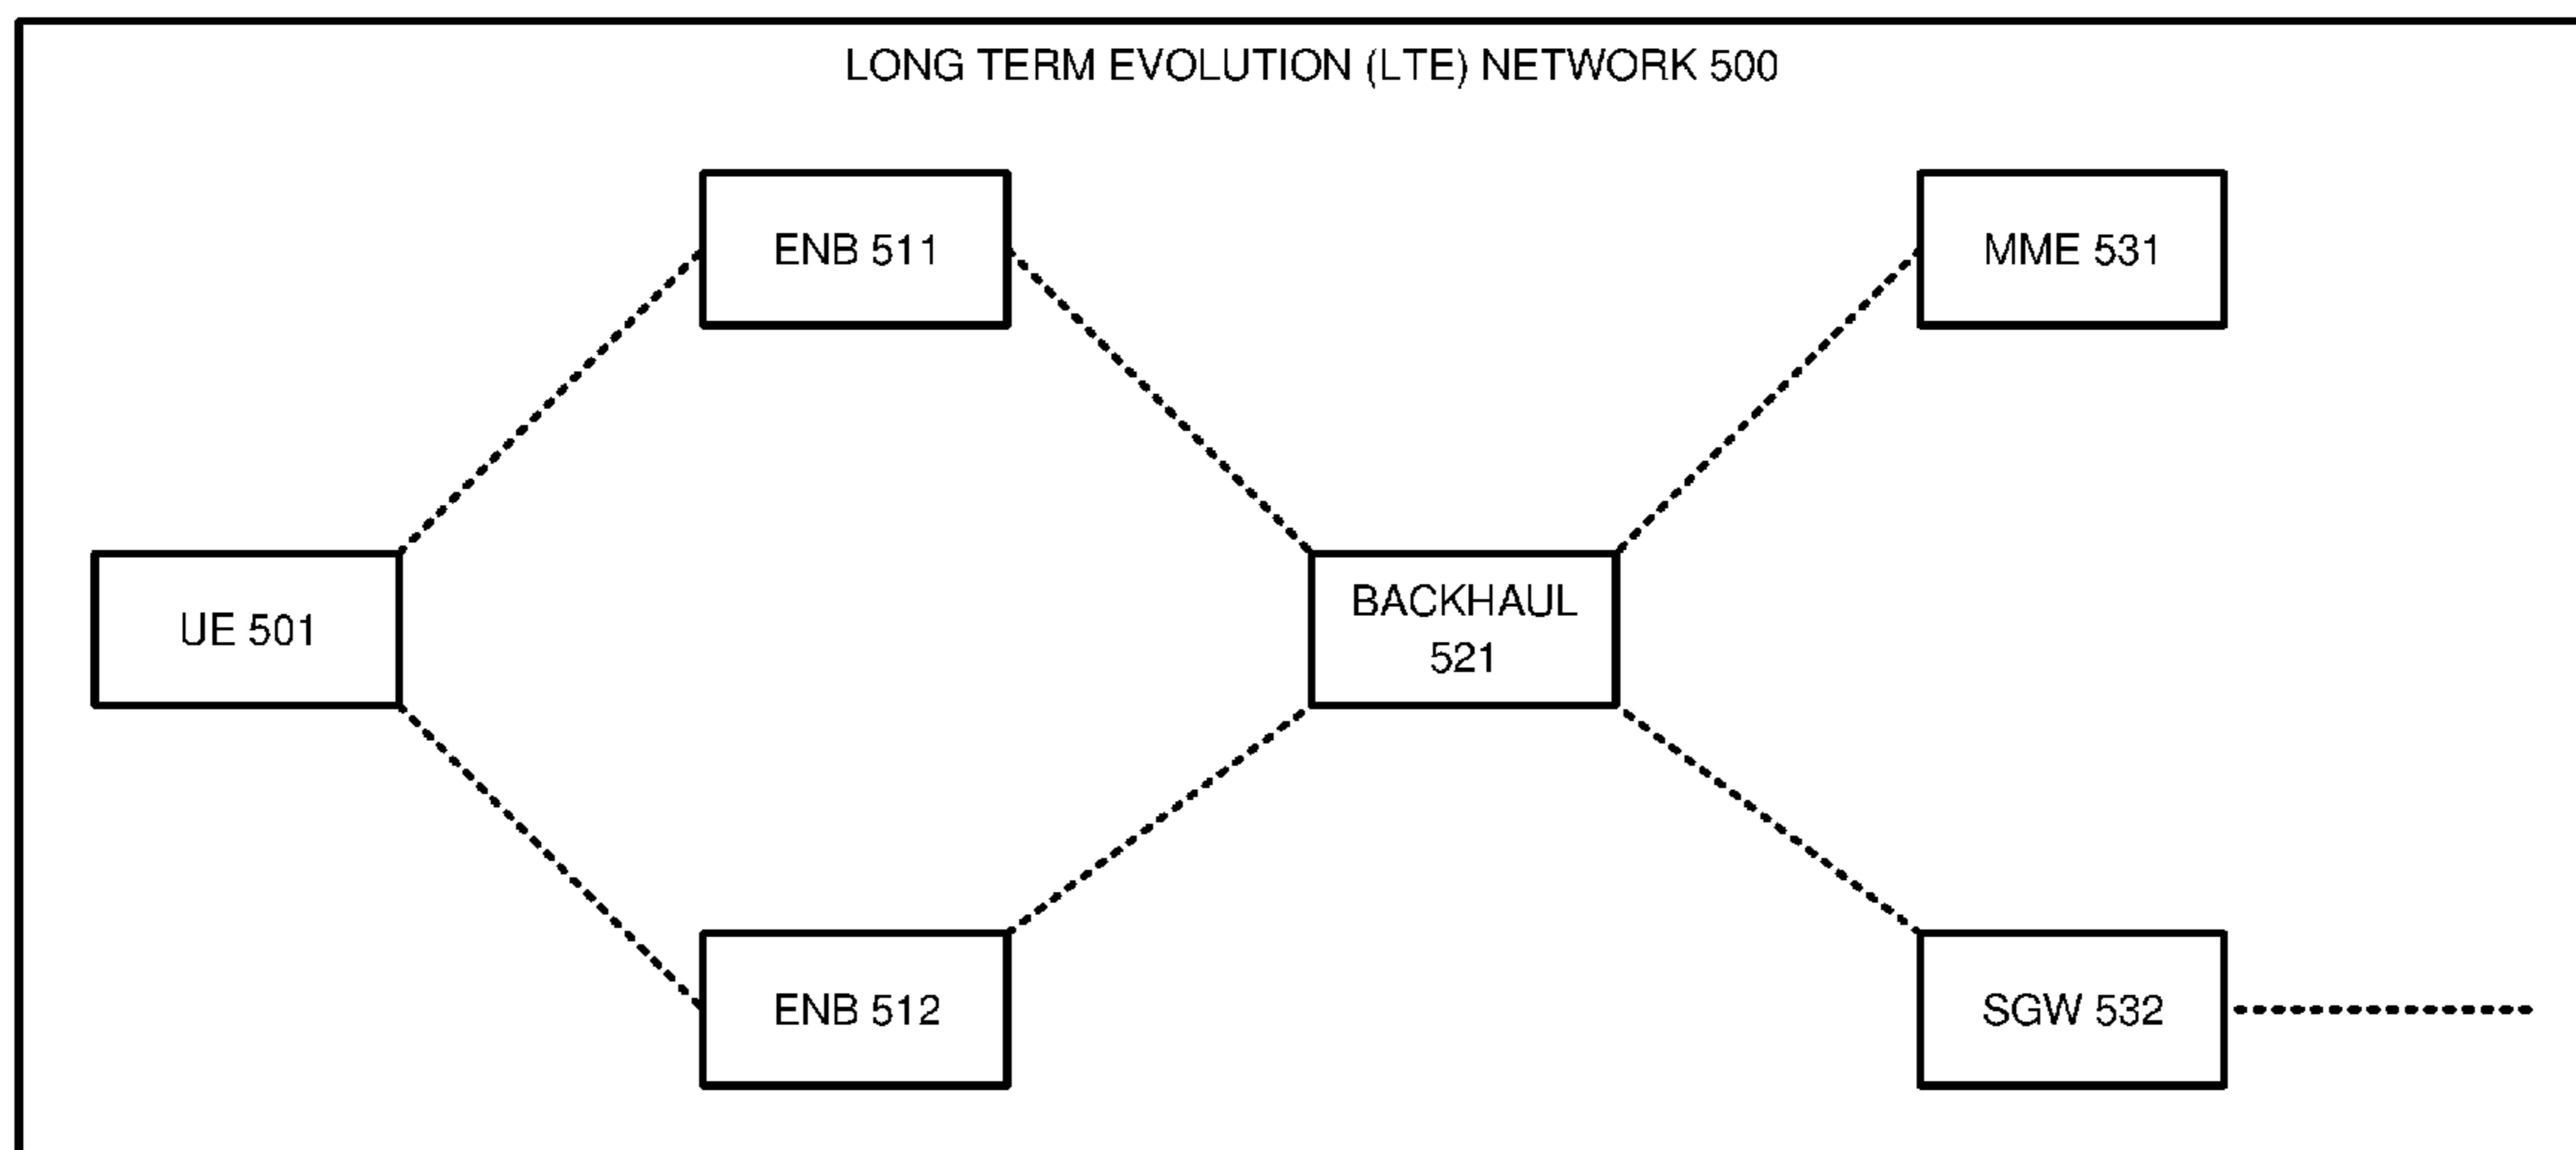 LONG TERM EVOLUTION (LTE) NETWORK 500
ENB 511
MME 531
UE 501
BACKHAUL
521
ENB 512
SGW 532